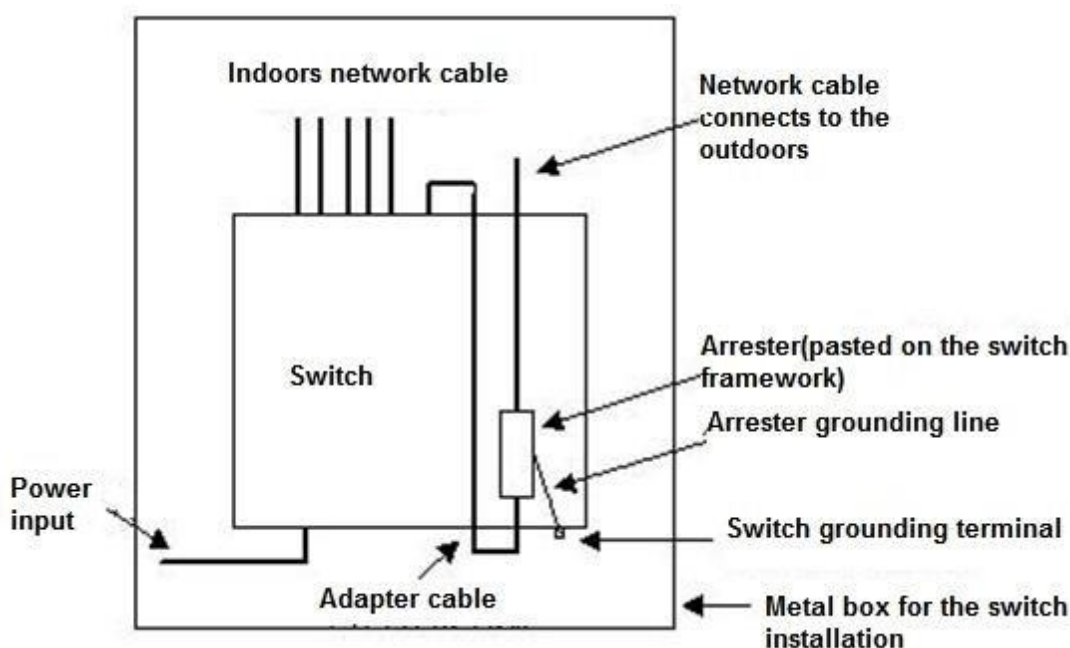 Indoors network cable
Network cable
connects to the
outdoors
Switch
Arrester(pasted on the switch
framework)
Arrester grounding line
Power
input
Switch grounding terminal
Adapter cable
Metal box for the switch
installation